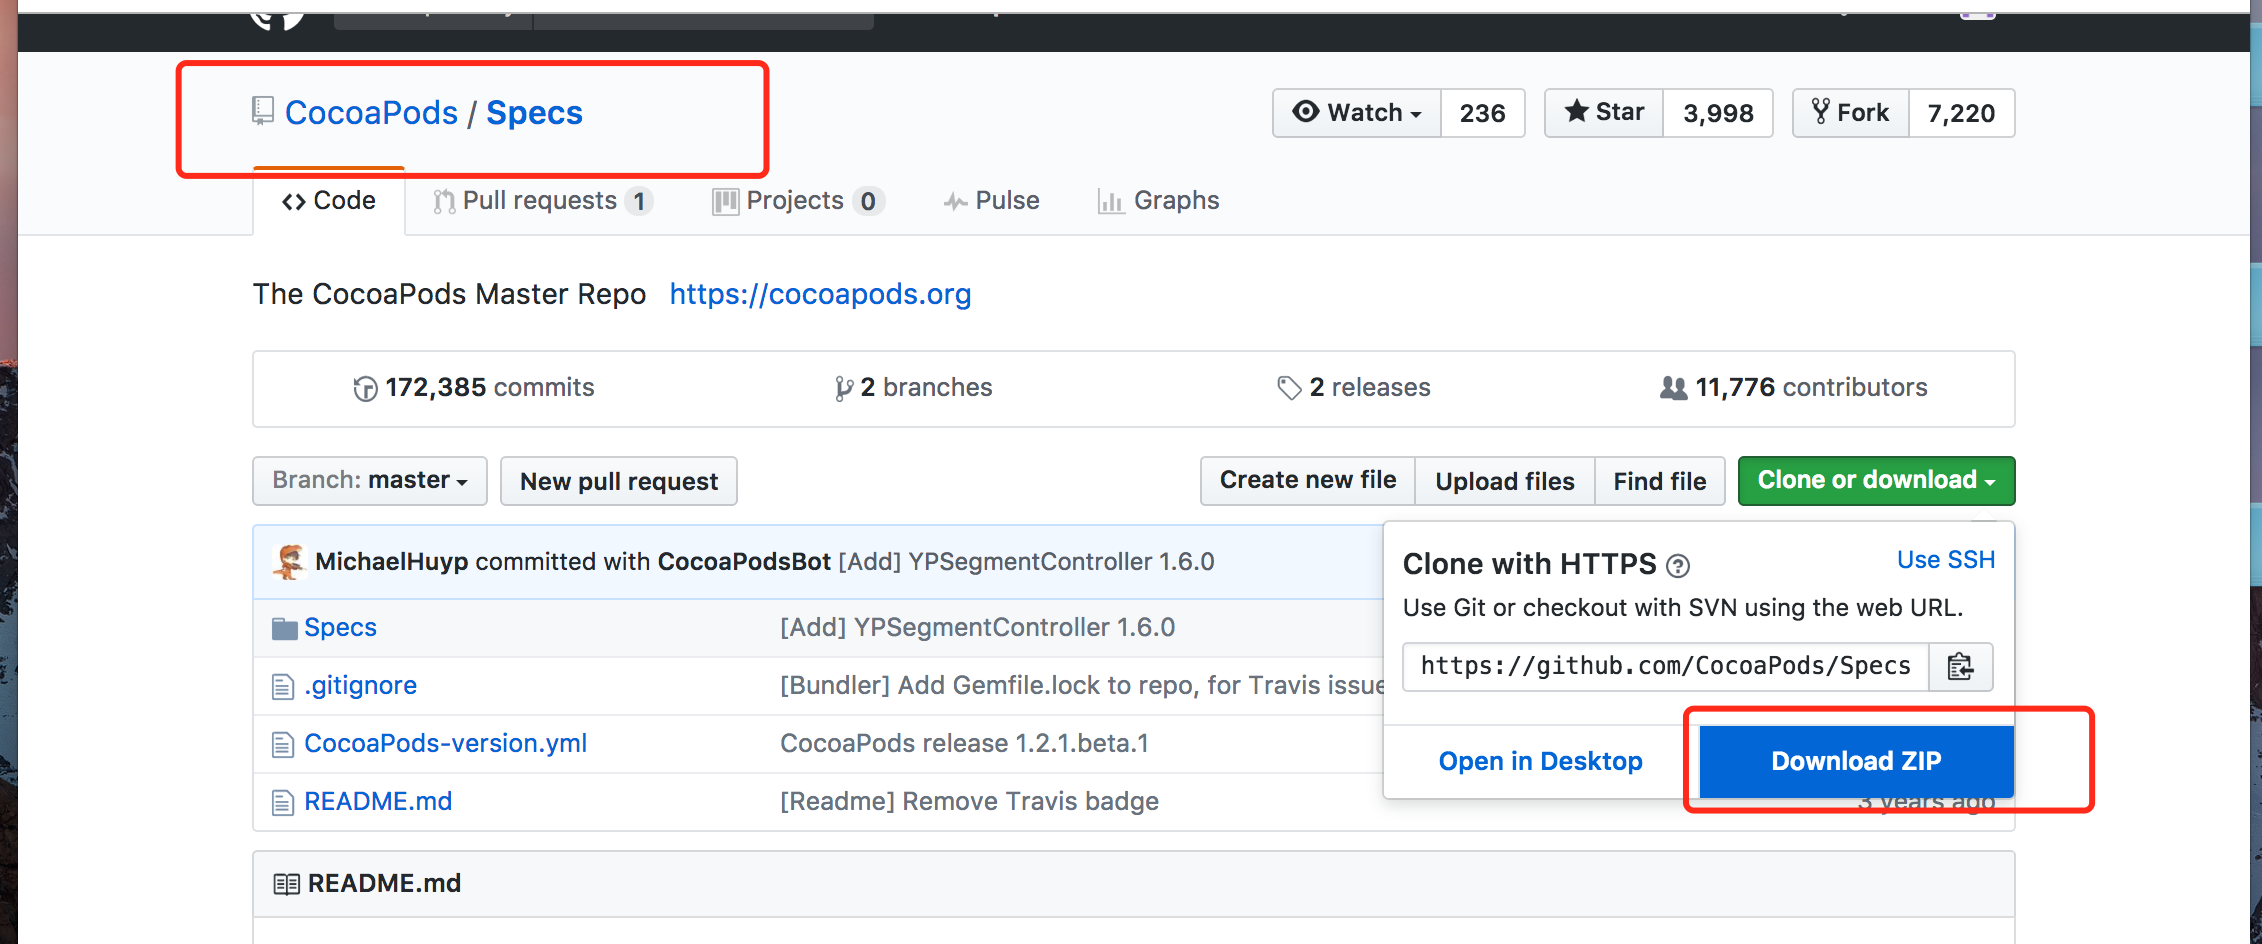 CocoaPods / Specs
Watch 236 Star 3,998 Fork 7,220
Code Pull requests 1 Projects 0 Pulse Graphs
The CocoaPods Master Repo https://cocoapods.org
172,385 commits 2 branches 2 releases 11,776 contributors
Branch: master New pull request Create new file Upload files Find file Clone or download
MichaelHuyp committed with CocoaPodsBot [Add] YPSegmentController 1.6.0
Clone with HTTPS ? Use SSH
Use Git or checkout with SVN using the web URL.
Specs [Add] YPSegmentController 1.6.0
https://github.com/CocoaPods/Specs
.gitignore [Bundler] Add Gemfile.lock to repo, for Travis issue
CocoaPods-version.yml CocoaPods release 1.2.1.beta.1
Open in Desktop Download ZIP
README.md [Readme] Remove Travis badge 3 years ago
README.md